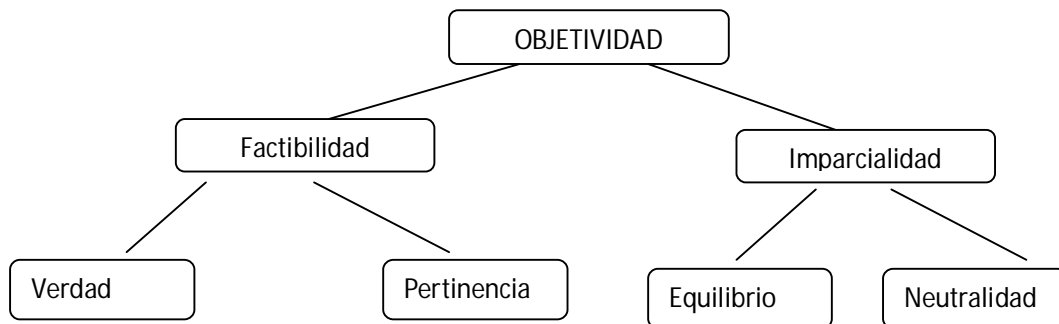 OBJETIVIDAD
Factibilidad
Imparcialidad
Verdad
Pertinencia
Equilibrio
Neutralidad